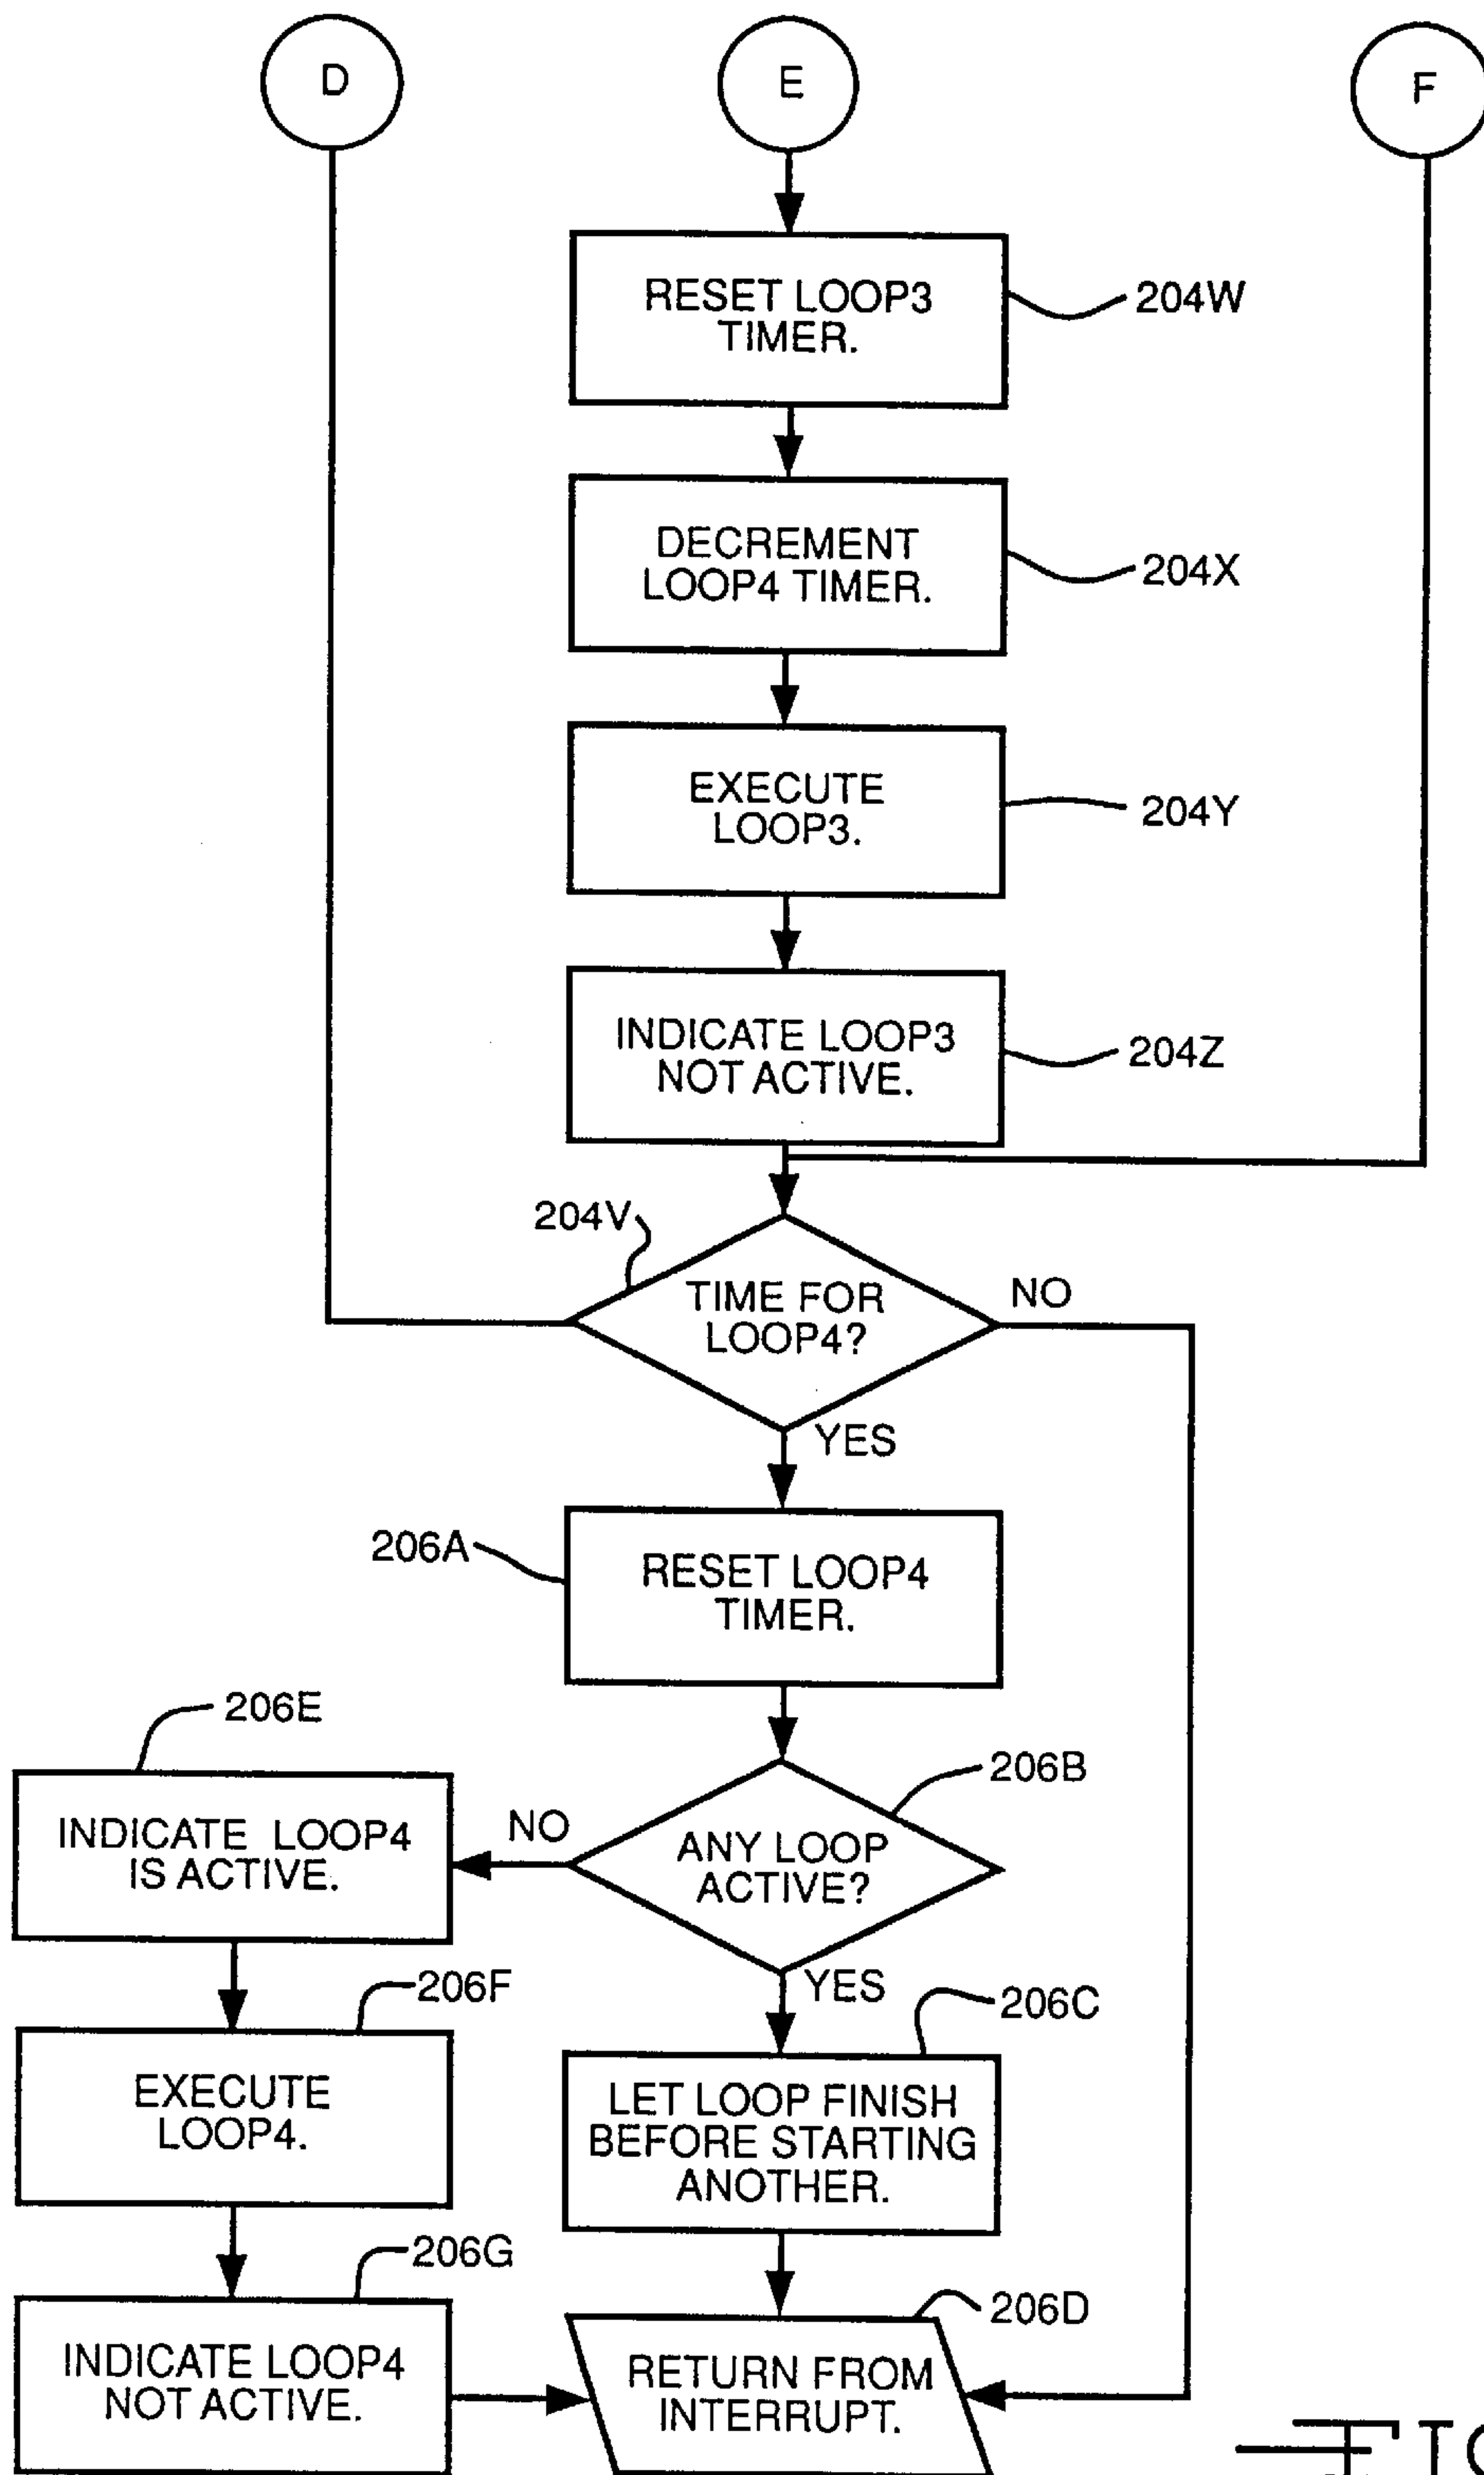 D
E
F
RESET LOOP3
TIMER.
204W
DECREMENT
LOOP4 TIMER.
204X
EXECUTE
LOOP3.
204Y
INDICATE LOOP3
NOT ACTIVE.
204Z
204V
TIME FOR
LOOP4?
NO
YES
206A
RESET LOOP4
TIMER.
206E
206B
INDICATE LOOP4
IS ACTIVE.
NO
ANY LOOP
ACTIVE?
YES
206F
206C
EXECUTE
LOOP4.
LET LOOP FINISH
BEFORE STARTING
ANOTHER.
206G
206D
INDICATE LOOP4
NOT ACTIVE.
RETURN FROM
INTERRUPT.